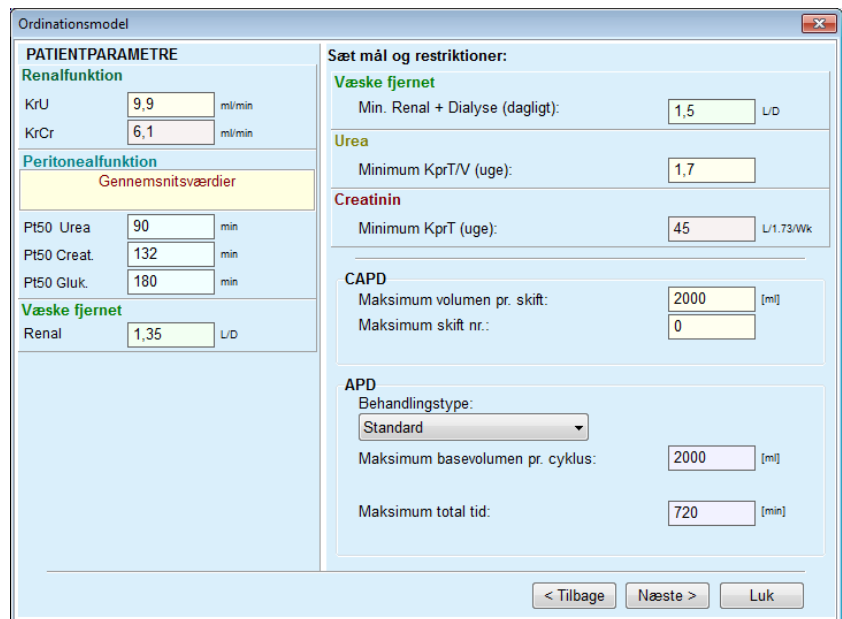 Ordinationsmodel
PATIENTPARAMETRE
Renalfunktion
KrU 9,9 ml/min
KrCr 6,1 ml/min
Peritonealfunktion
Gennemsnitsværdier
Pt50 Urea 90 min
Pt50 Creat. 132 min
Pt50 Gluk. 180 min
Væske fjernet
Renal 1,35 L/D
Sæt mål og restriktioner:
Væske fjernet
Min. Renal + Dialyse (dagligt): 1,5 L/D
Urea
Minimum KprT/V (uge): 1,7
Creatinin
Minimum KprT (uge): 45 L/1.73/Wk
CAPD
Maksimum volumen pr. skift: 2000 [ml]
Maksimum skift nr.: 0
APD
Behandlingstype:
Standard
Maksimum basevolumen pr. cyklus: 2000 [ml]
Maksimum total tid: 720 [min]
< Tilbage Næste > Luk